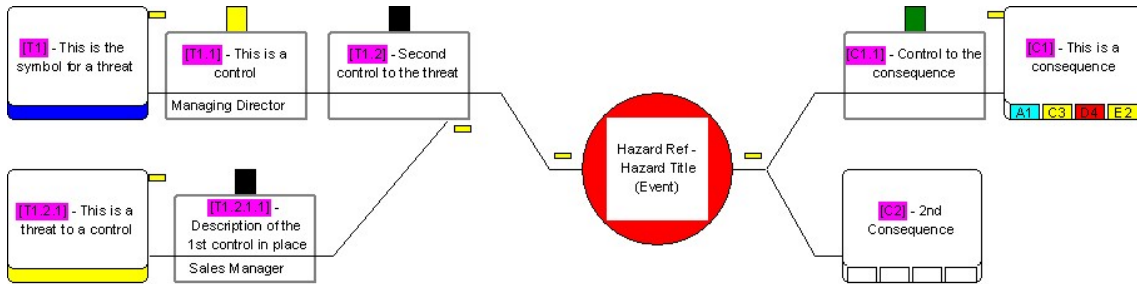 [T1] - This is the
symbol for a threat
[T1.1] - This is a
control
Managing Director
[T1.2] - Second
control to the threat
[C1.1] - Control to the
consequence
[C1] - This is a
consequence
A1 C3 D4 E2
Hazard Ref -
Hazard Title
(Event)
[T1.2.1] - This is a
threat to a control
[T1.2.1.1] -
Description of the
1st control in place
Sales Manager
[C2] - 2nd
Consequence